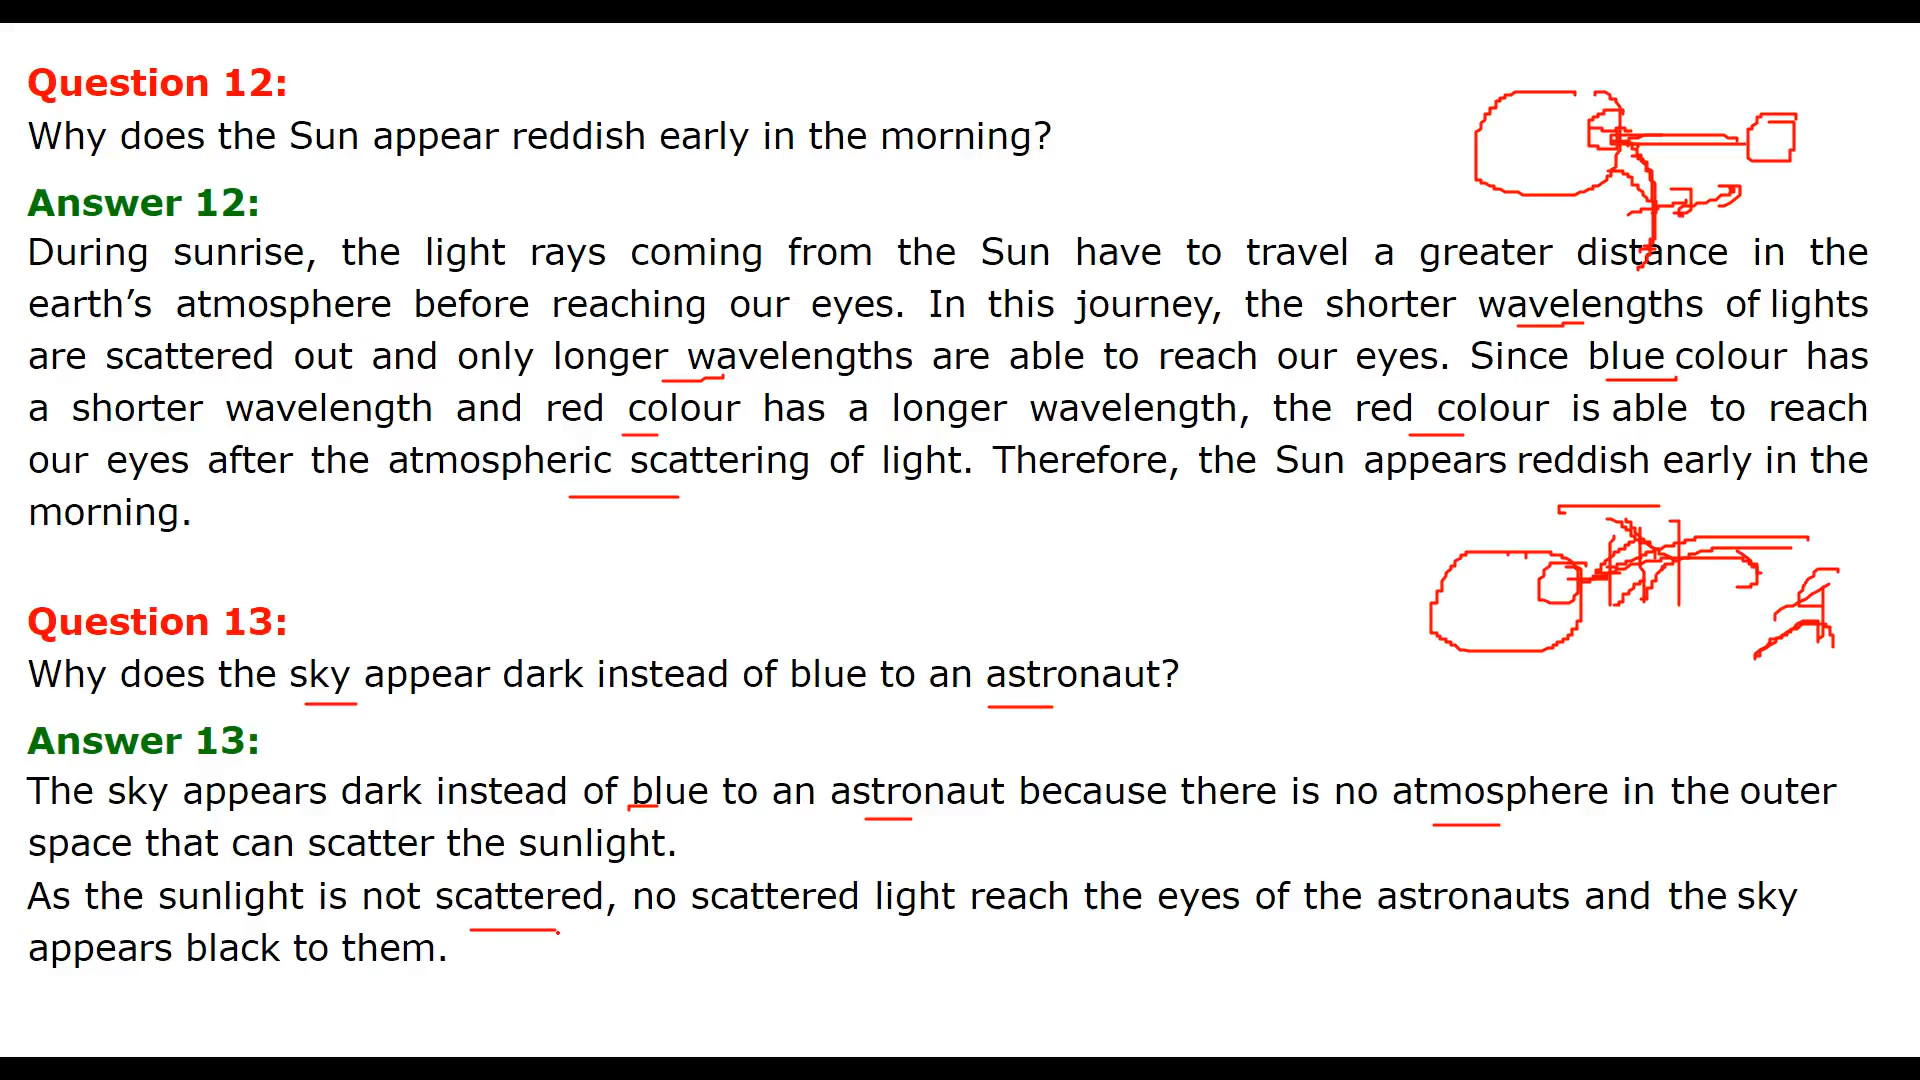 Question 12:
Why does the Sun appear reddish early in the morning?
Answer 12:
During sunrise, the light rays coming from the Sun have to travel a greater distance in the
earth’s atmosphere before reaching our eyes. In this journey, the shorter wavelengths of lights
are scattered out and only longer wavelengths are able to reach our eyes. Since blue colour has
a shorter wavelength and red colour has a longer wavelength, the red colour is able to reach
our eyes after the atmospheric scattering of light. Therefore, the Sun appears reddish early in the
morning.
Question 13:
Why does the sky appear dark instead of blue to an astronaut?
Answer 13:
The sky appears dark instead of blue to an astronaut because there is no atmosphere in the outer
space that can scatter the sunlight.
As the sunlight is not scattered, no scattered light reach the eyes of the astronauts and the sky
appears black to them.